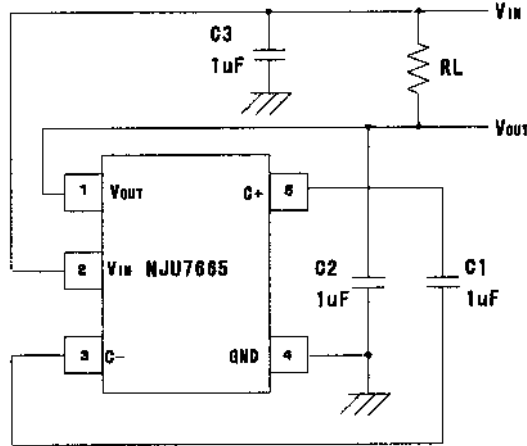 VIN
C3
1uF
RL
VOUT
1 VOUT C+ 5
2 VIN NJU7665
C2
1uF
C1
1uF
3 C- GND 4